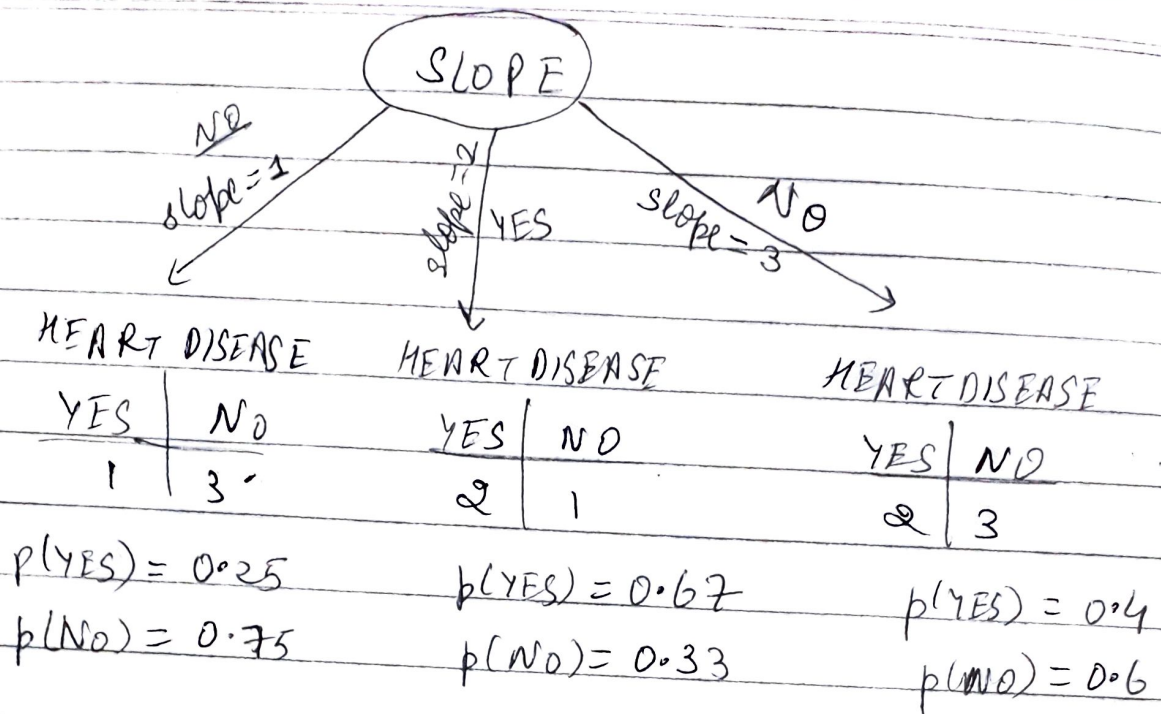 SLOPE
NO
slope=1
slope=2
YES
slope=3
NO
HEART DISEASE
YES NO
1 3
p(YES) = 0.25
p(NO) = 0.75
HEART DISEASE
YES NO
2 1
p(YES) = 0.67
p(NO) = 0.33
HEART DISEASE
YES NO
2 3
p(YES) = 0.4
p(NO) = 0.6